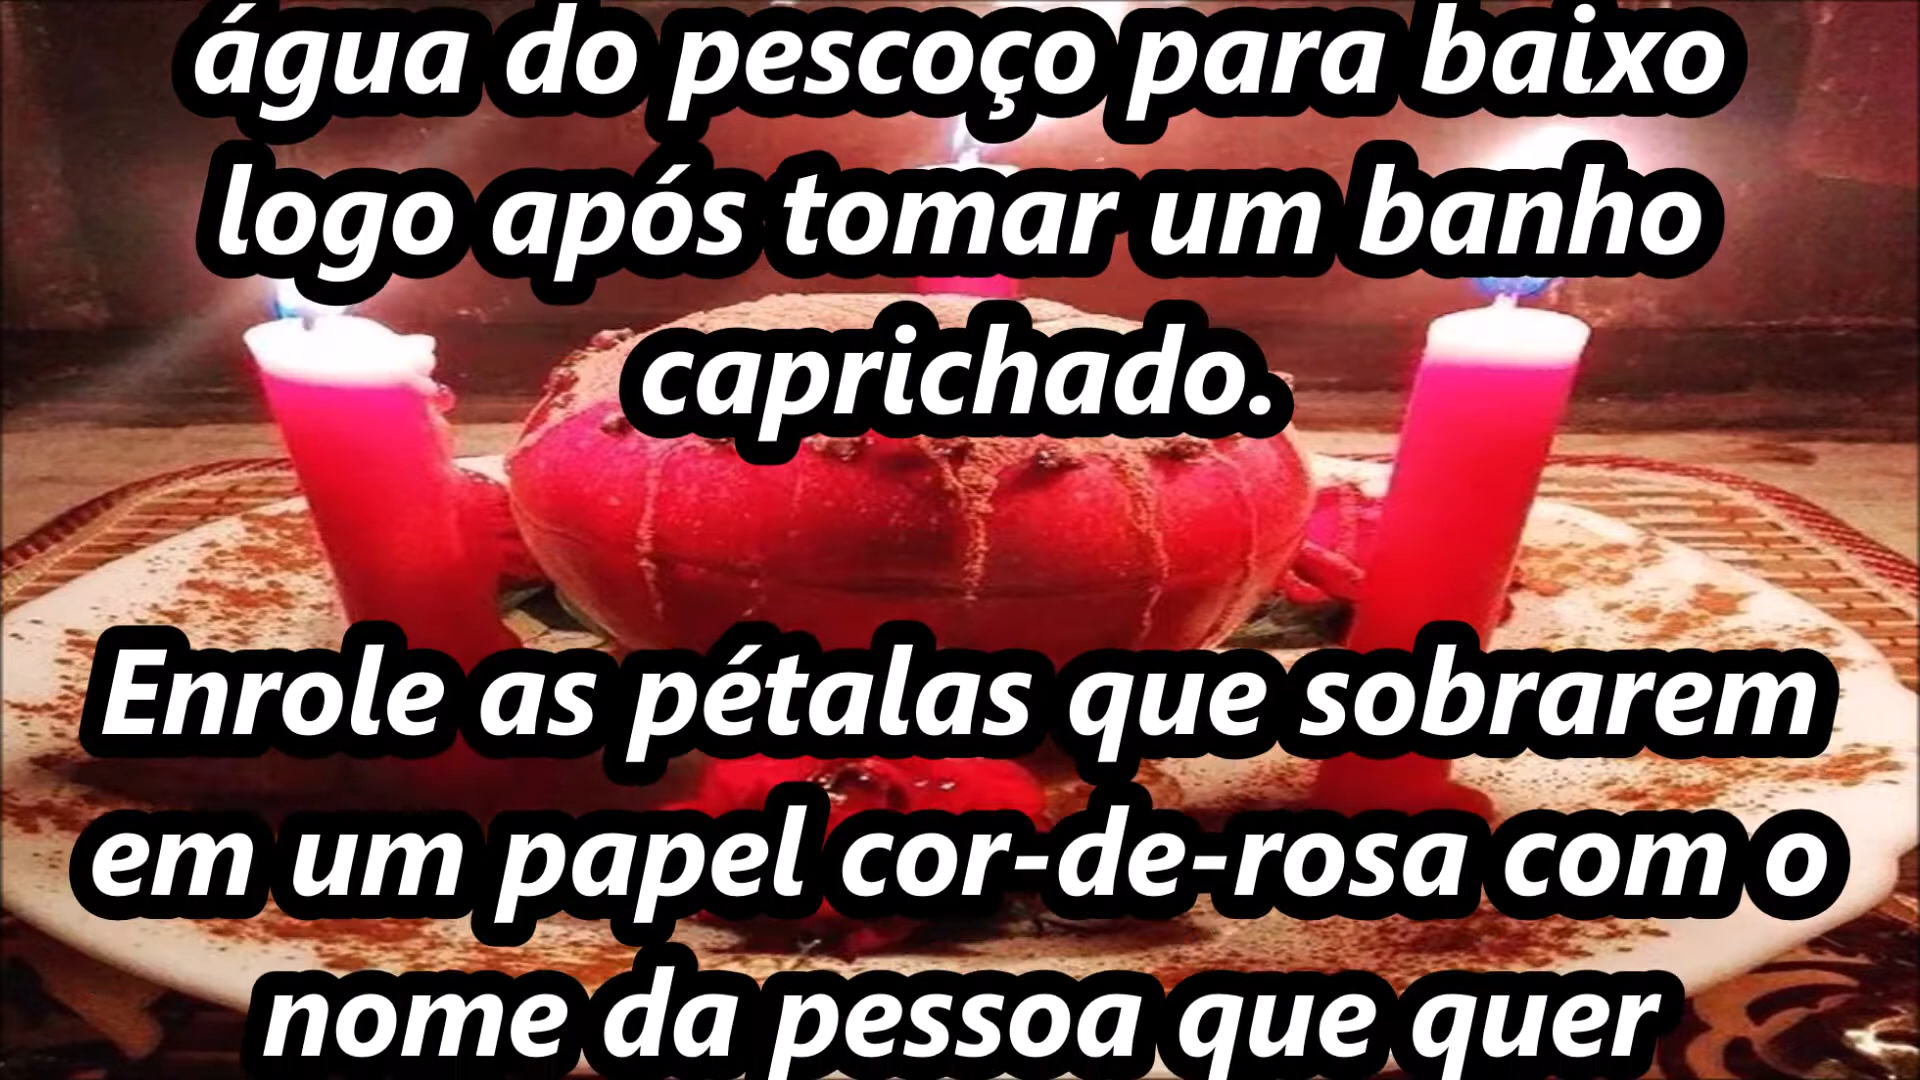 água do pescoço para baixo
logo após tomar um banho
caprichado.
Enrole as pétalas que sobrarem
em um papel cor-de-rosa com o
nome da pessoa que quer